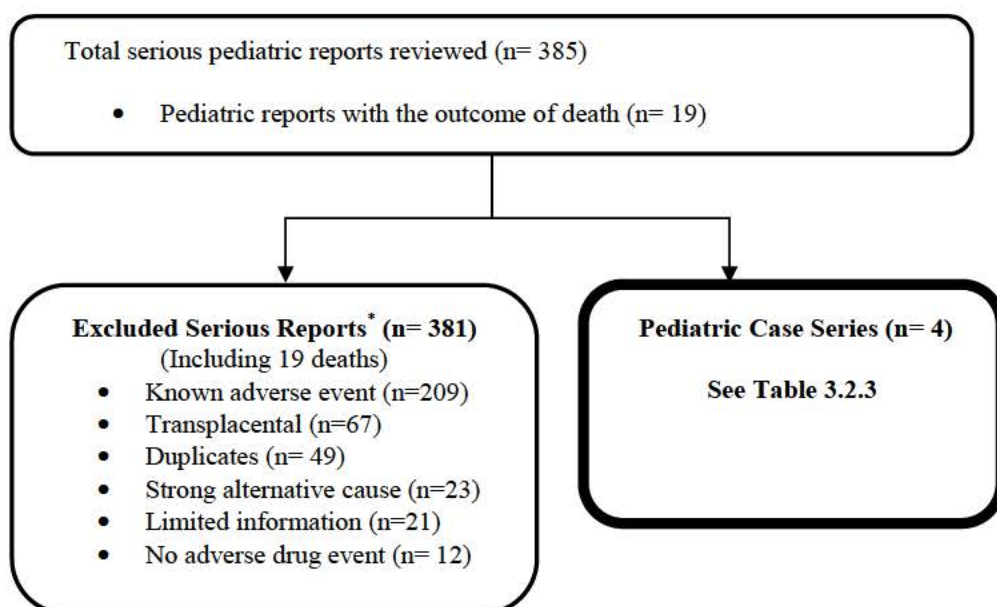 Total serious pediatric reports reviewed (n= 385)
• Pediatric reports with the outcome of death (n= 19)
Excluded Serious Reports* (n= 381)
(Including 19 deaths)
• Known adverse event (n=209)
• Transplacental (n=67)
• Duplicates (n= 49)
• Strong alternative cause (n=23)
• Limited information (n=21)
• No adverse drug event (n= 12)
Pediatric Case Series (n= 4)
See Table 3.2.3